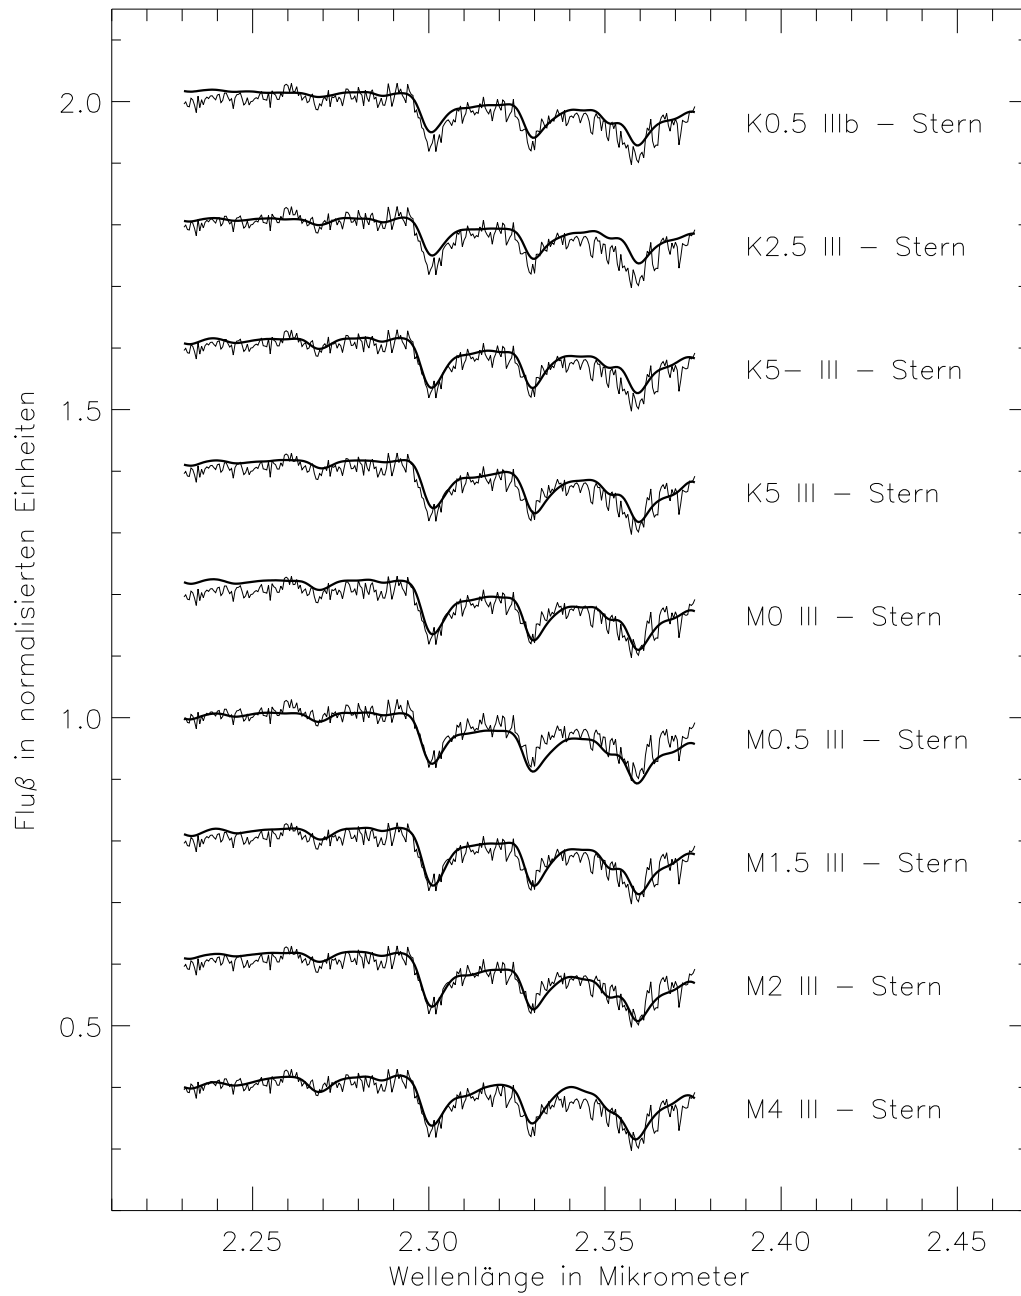 2.0
K0.5 IIIb – Stern
K2.5 III – Stern
K5– III – Stern
1.5
K5 III – Stern
M0 III – Stern
1.0
M0.5 III – Stern
M1.5 III – Stern
M2 III – Stern
0.5
M4 III – Stern
Fluß in normalisierten Einheiten
2.25 2.30 2.35 2.40 2.45
Wellenlänge in Mikrometer